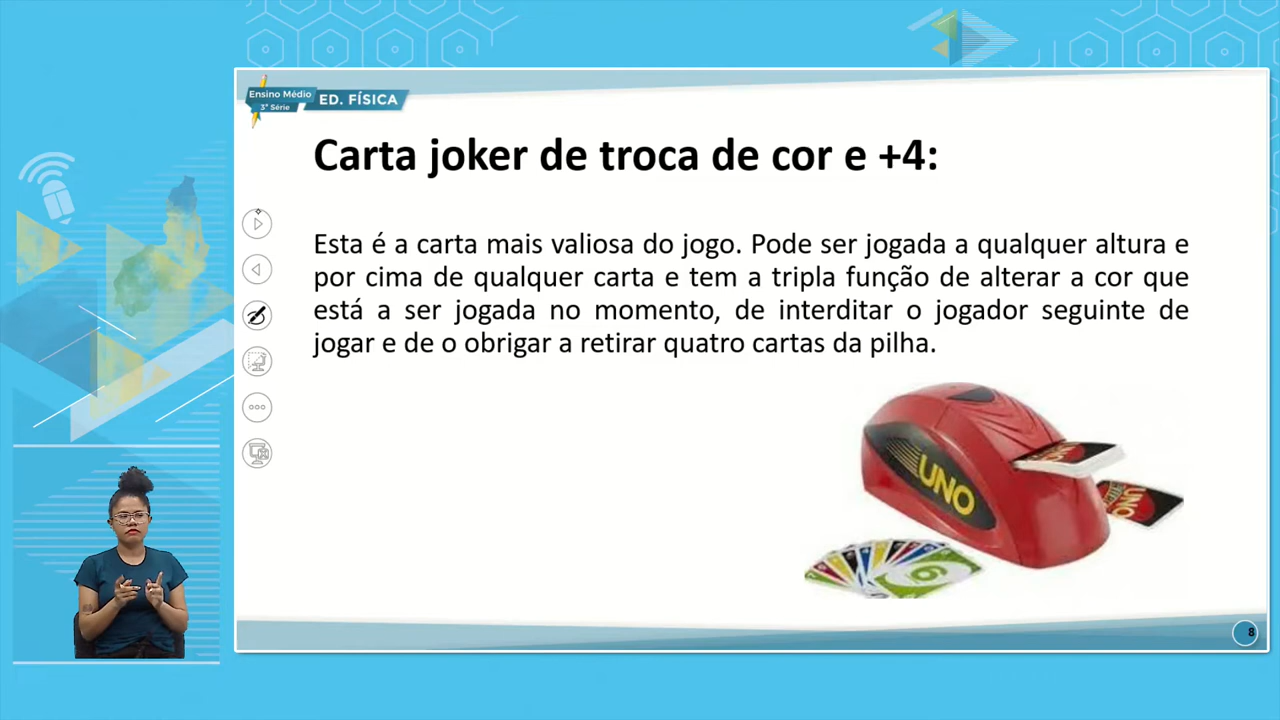 Ensino Médio
3ª Série
ED. FÍSICA
Carta joker de troca de cor e +4:
Esta é a carta mais valiosa do jogo. Pode ser jogada a qualquer altura e
por cima de qualquer carta e tem a tripla função de alterar a cor que
está a ser jogada no momento, de interditar o jogador seguinte de
jogar e de o obrigar a retirar quatro cartas da pilha.
UNO
UNO
UNO
6
8